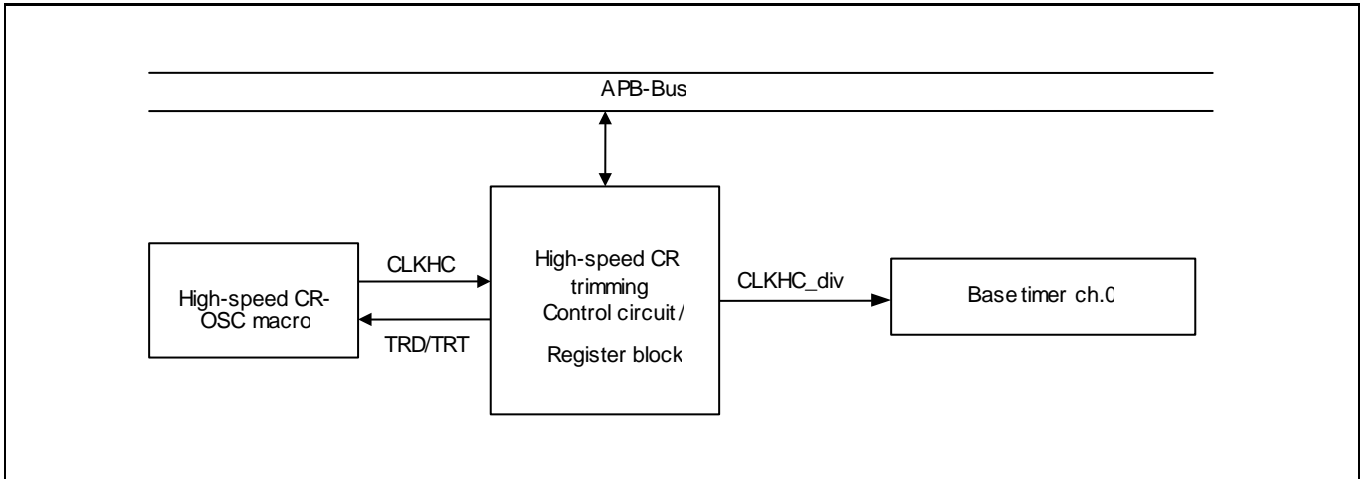 APB-Bus
CLKHC
High-speed CR-
OSC macro
TRD/TRT
High-speed CR
trimming
Control circuit /
Register block
CLKHC_div
Base timer ch.0